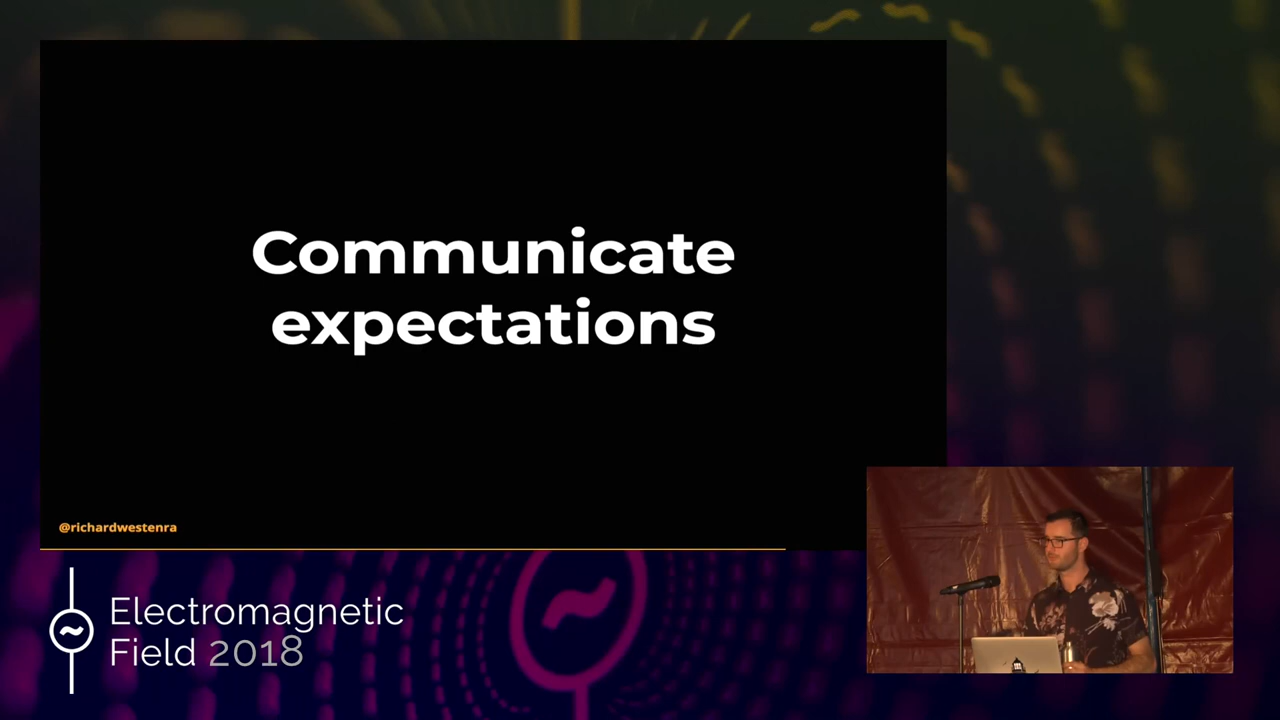 Communicate
expectations
@richardwestenra
Electromagnetic
Field 2018